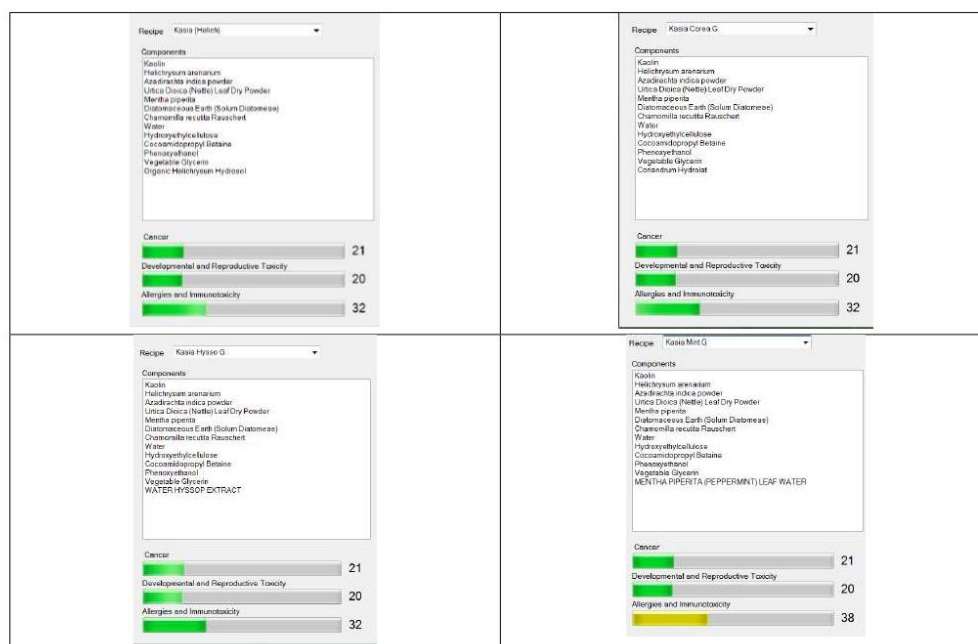 Recipe Kasia (Helich)
Components
Kaolin
Helichrysum arenarium
Azadirachta indica powder
Urtica Dioica (Nettle) Leaf Dry Powder
Mentha piperita
Diatomaceous Earth (Solum Diatomeae)
Chamomilla recutita Rauschert
Water
Hydroxyethylcellulose
Cocoamidopropyl Betaine
Phenoxyethanol
Vegetable Glycerin
Organic Helichrysum Hydrosol
Cancer
21
Developmental and Reproductive Toxicity
20
Allergies and Immunotoxicity
32
Recipe Kasia Corea G
Components
Kaolin
Helichrysum arenarium
Azadirachta indica powder
Urtica Dioica (Nettle) Leaf Dry Powder
Mentha piperita
Diatomaceous Earth (Solum Diatomeae)
Chamomilla recutita Rauschert
Water
Hydroxyethylcellulose
Cocoamidopropyl Betaine
Phenoxyethanol
Vegetable Glycerin
Coriandrum Hydrolat
Cancer
21
Developmental and Reproductive Toxicity
20
Allergies and Immunotoxicity
32
Recipe Kasia Hysso G
Components
Kaolin
Helichrysum arenarium
Azadirachta indica powder
Urtica Dioica (Nettle) Leaf Dry Powder
Mentha piperita
Diatomaceous Earth (Solum Diatomeae)
Chamomilla recutita Rauschert
Water
Hydroxyethylcellulose
Cocoamidopropyl Betaine
Phenoxyethanol
Vegetable Glycerin
WATER HYSSOP EXTRACT
Cancer
21
Developmental and Reproductive Toxicity
20
Allergies and Immunotoxicity
32
Recipe Kasia Mint G
Components
Kaolin
Helichrysum arenarium
Azadirachta indica powder
Urtica Dioica (Nettle) Leaf Dry Powder
Mentha piperita
Diatomaceous Earth (Solum Diatomeae)
Chamomilla recutita Rauschert
Water
Hydroxyethylcellulose
Cocoamidopropyl Betaine
Phenoxyethanol
Vegetable Glycerin
MENTHA PIPERITA (PEPPERMINT) LEAF WATER
Cancer
21
Developmental and Reproductive Toxicity
20
Allergies and Immunotoxicity
38